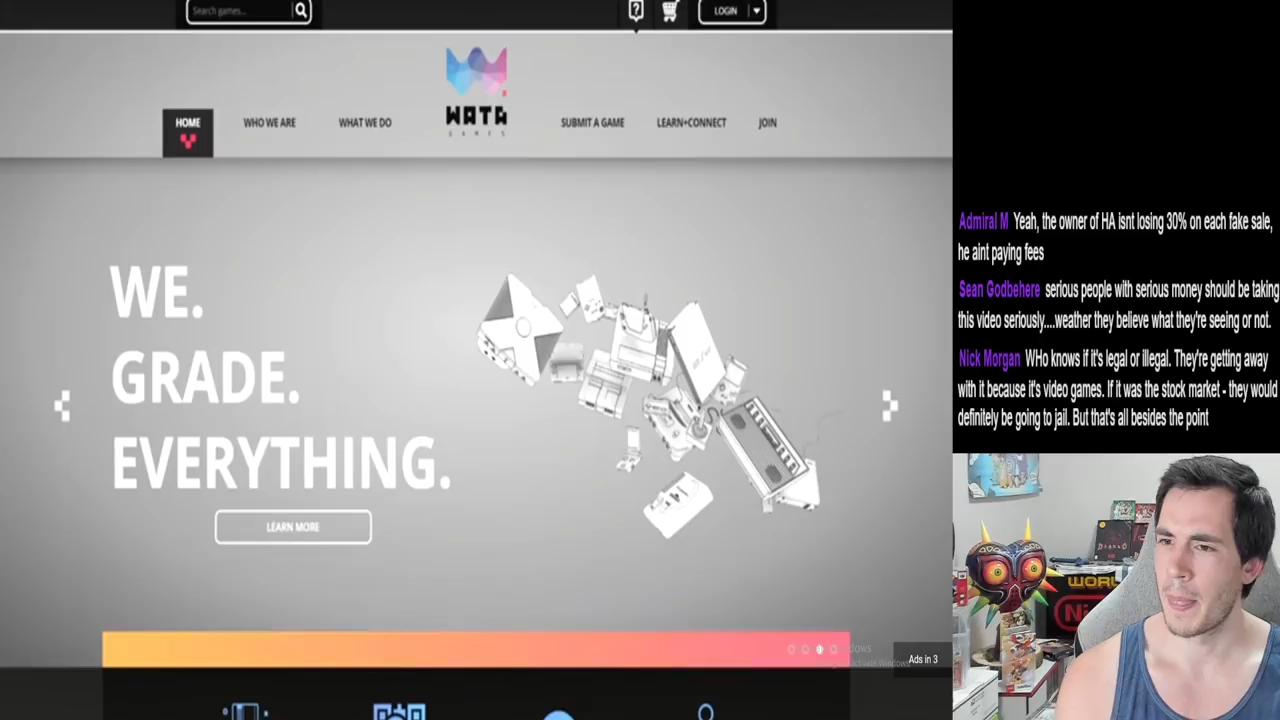 Search games...
?
LOGIN
WATA
GAMES
HOME
WHO WE ARE
WHAT WE DO
SUBMIT A GAME
LEARN+CONNECT
JOIN
WE.
GRADE.
EVERYTHING.
LEARN MORE
Ads in 3
Admiral M Yeah, the owner of HA isnt losing 30% on each fake sale,
he aint paying fees
Sean Godbehere serious people with serious money should be taking
this video seriously....weather they believe what they're seeing or not.
Nick Morgan WHo knows if it's legal or illegal. They're getting away
with it because it's video games. If it was the stock market - they would
definitely be going to jail. But that's all besides the point
DIABLO
WORL
Ni